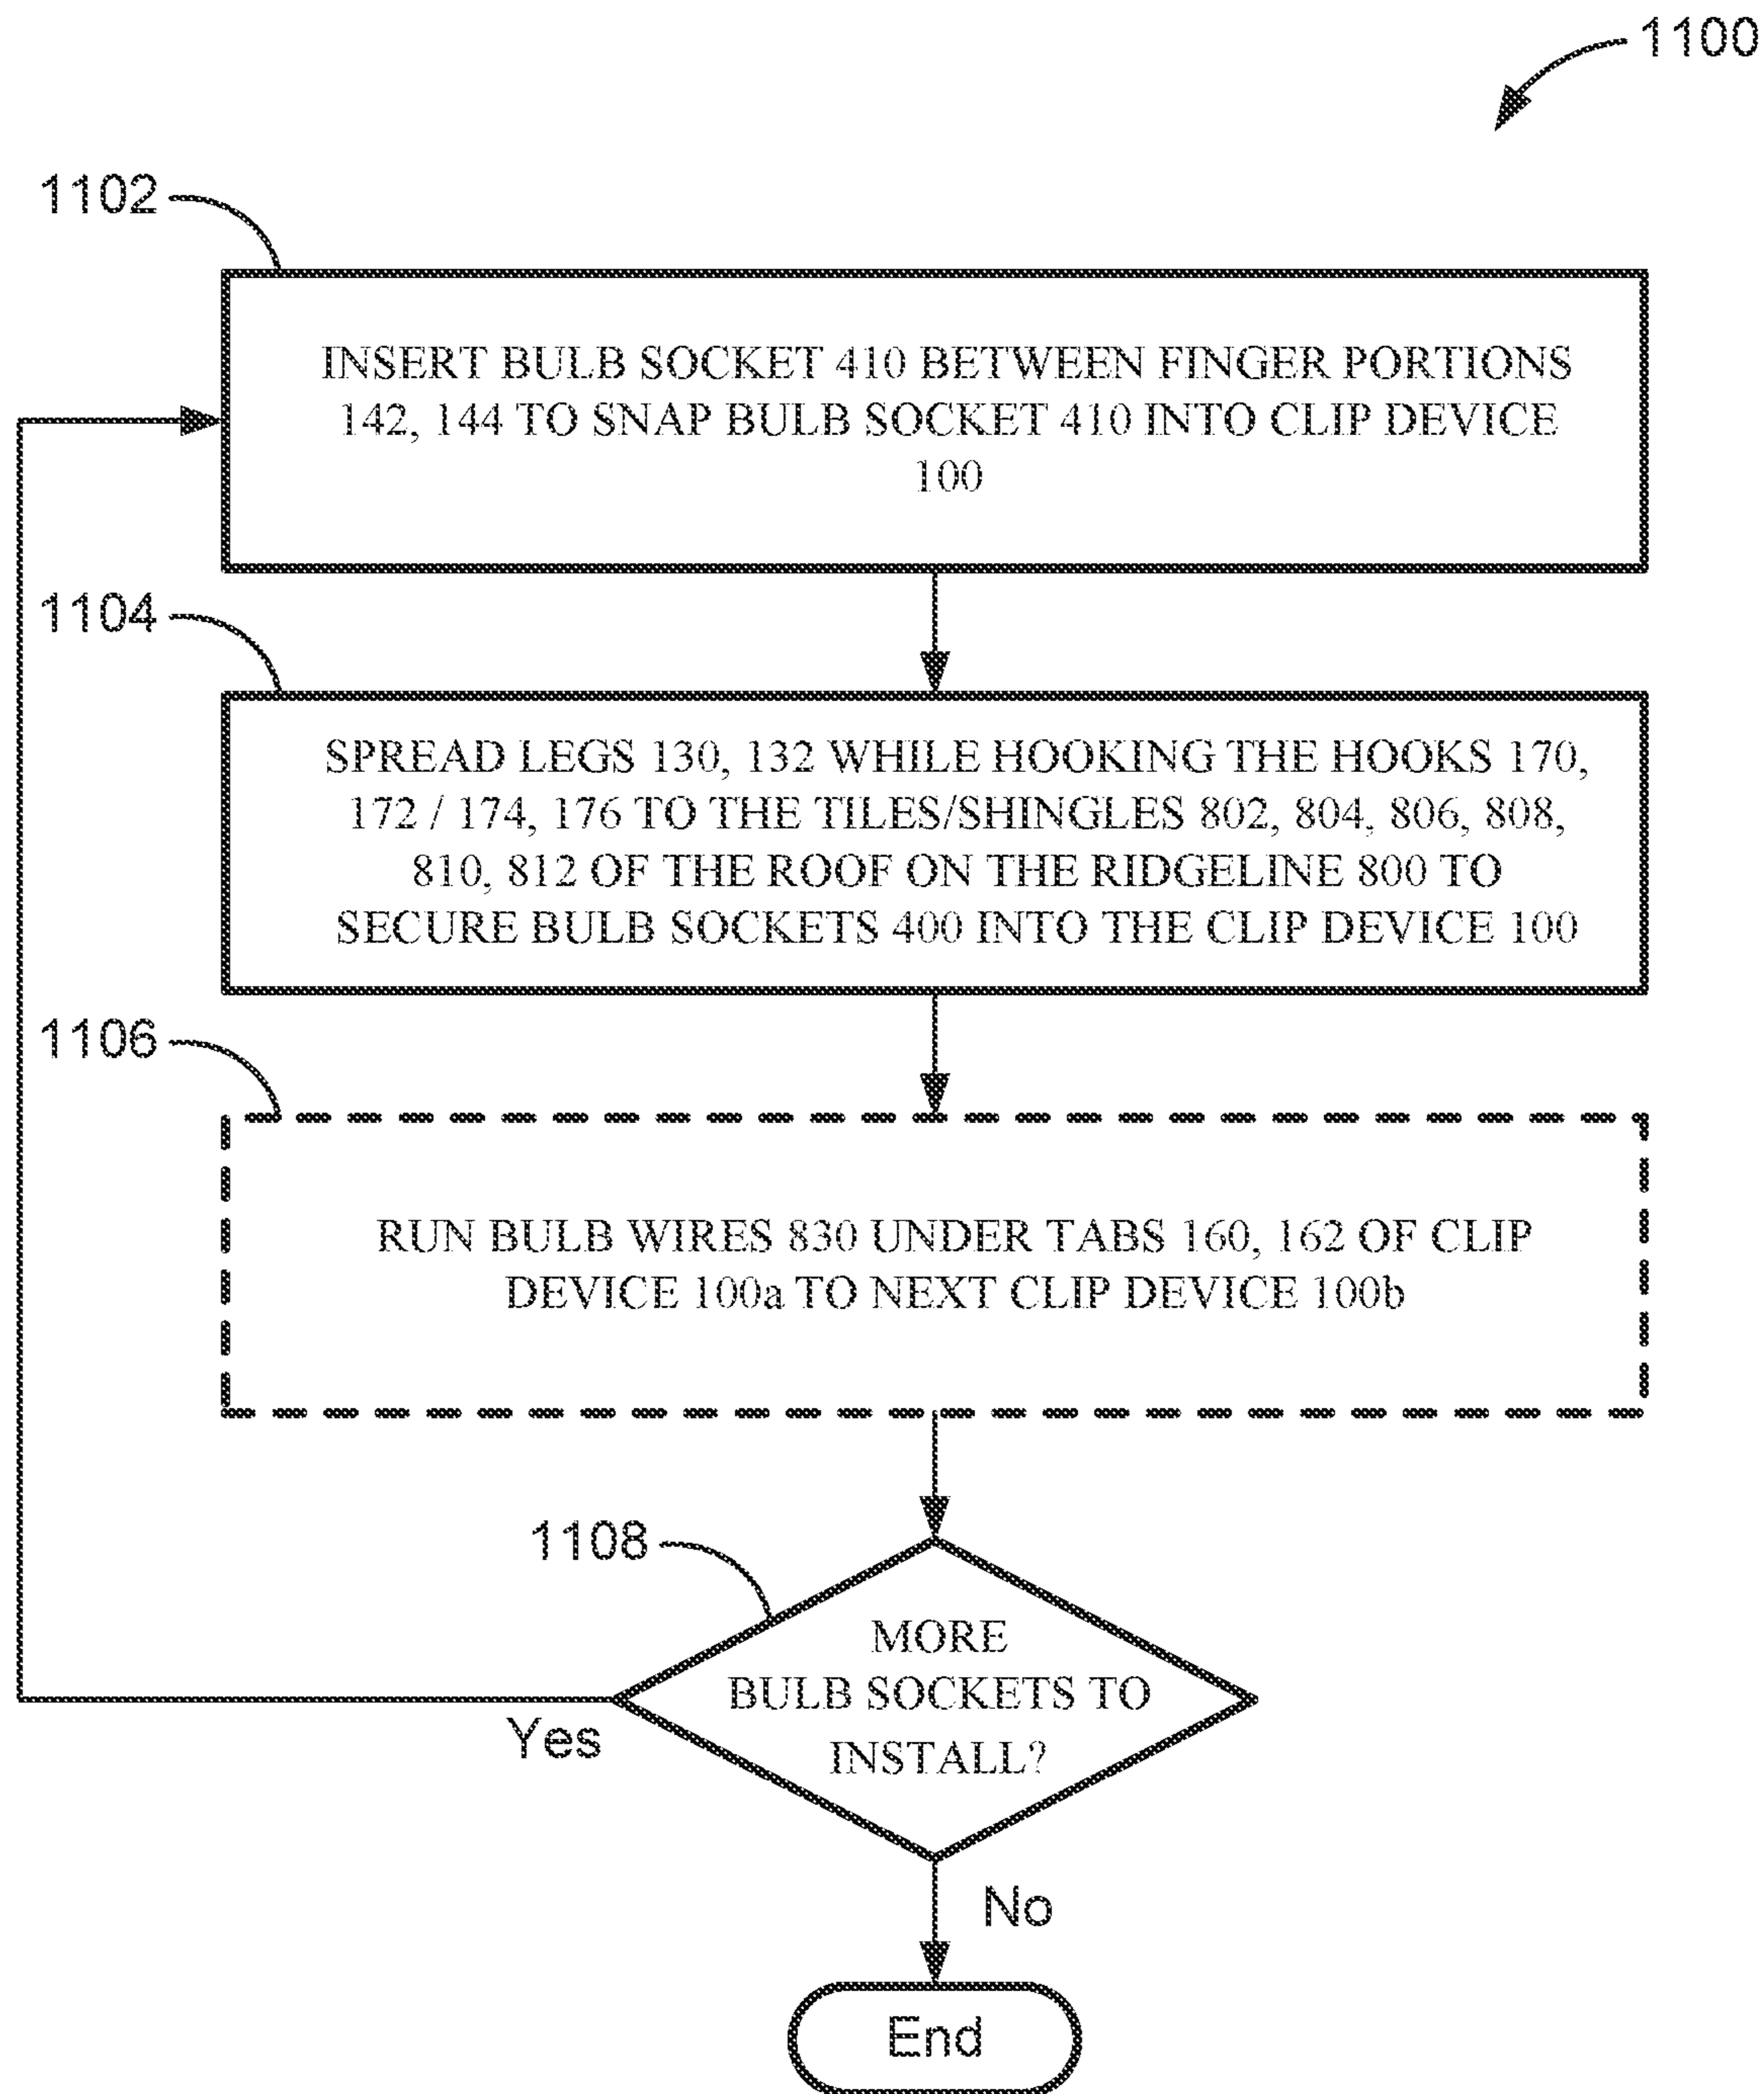 1100
1102
INSERT BULB SOCKET 410 BETWEEN FINGER PORTIONS
142, 144 TO SNAP BULB SOCKET 410 INTO CLIP DEVICE
100
1104
SPREAD LEGS 130, 132 WHILE HOOKING THE HOOKS 170,
172 / 174, 176 TO THE TILES/SHINGLES 802, 804, 806, 808,
810, 812 OF THE ROOF ON THE RIDGELINE 800 TO
SECURE BULB SOCKETS 400 INTO THE CLIP DEVICE 100
1106
RUN BULB WIRES 830 UNDER TABS 160, 162 OF CLIP
DEVICE 100a TO NEXT CLIP DEVICE 100b
1108
MORE
BULB SOCKETS TO
INSTALL?
Yes
No
End